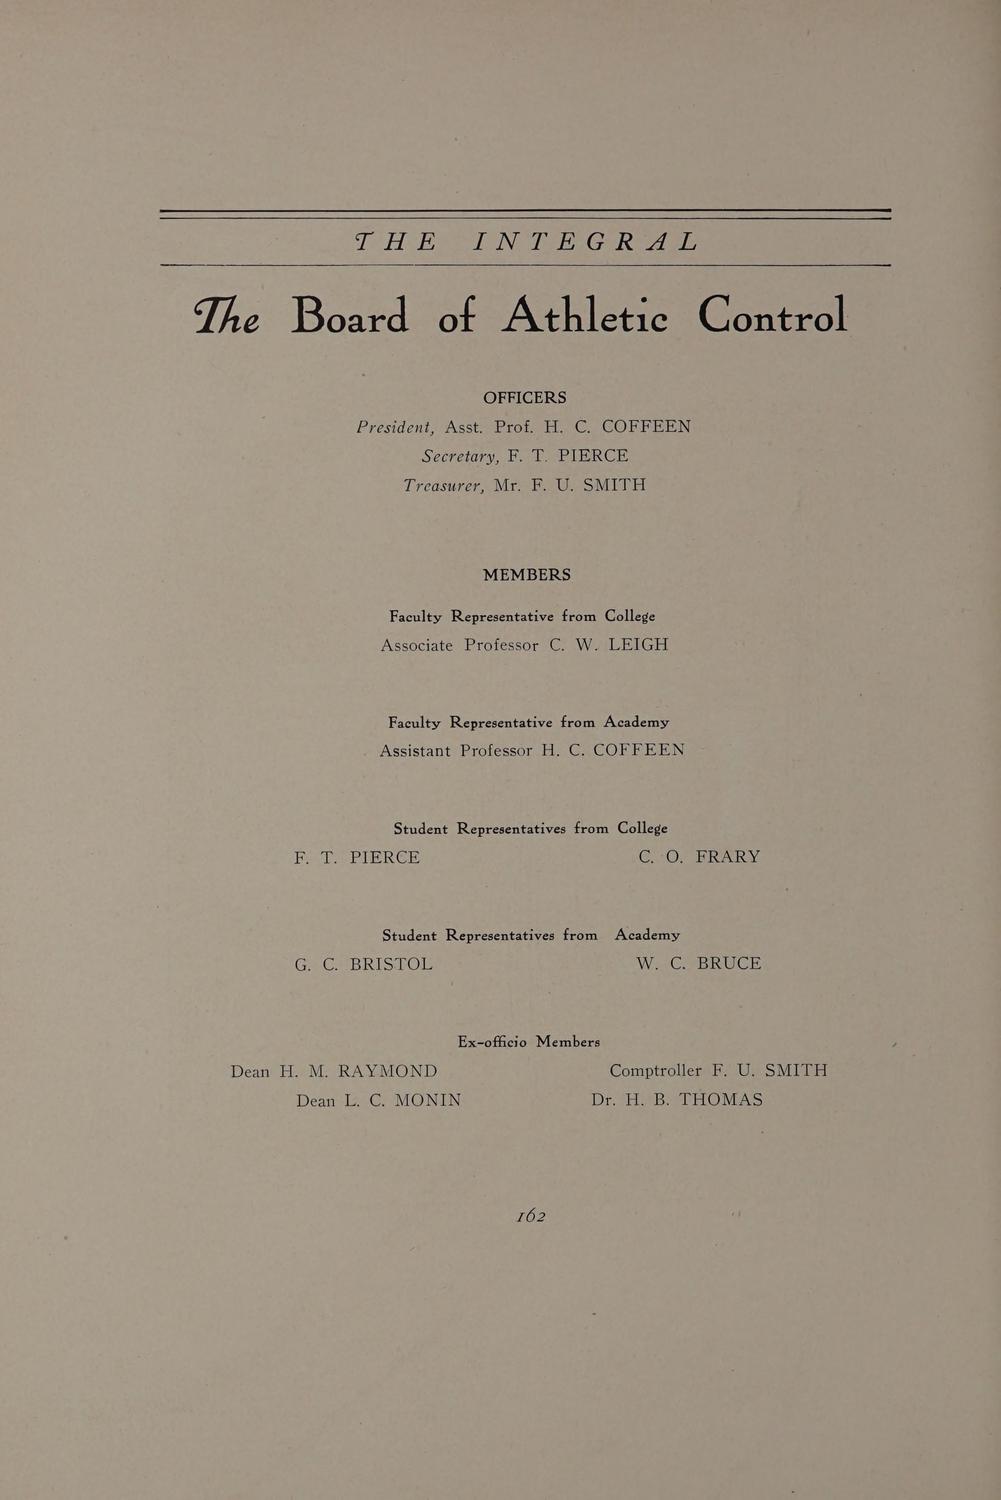 THE INTEGRAL
The Board of Athletic Control
OFFICERS
President, Asst. Prof. H. C. COFFEEN
Secretary, F. T. PIERCE
Treasurer, Mr. F. U. SMITH
MEMBERS
Faculty Representative from College
Associate Professor C. W. LEIGH
Faculty Representative from Academy
Assistant Professor H. C. COFFEEN
Student Representatives from College
F. T. PIERCE C. O. FRARY
Student Representatives from Academy
G. C. BRISTOL W. C. BRUCE
Ex-officio Members
Dean H. M. RAYMOND Comptroller F. U. SMITH
Dean L. C. MONIN Dr. H. B. THOMAS
162